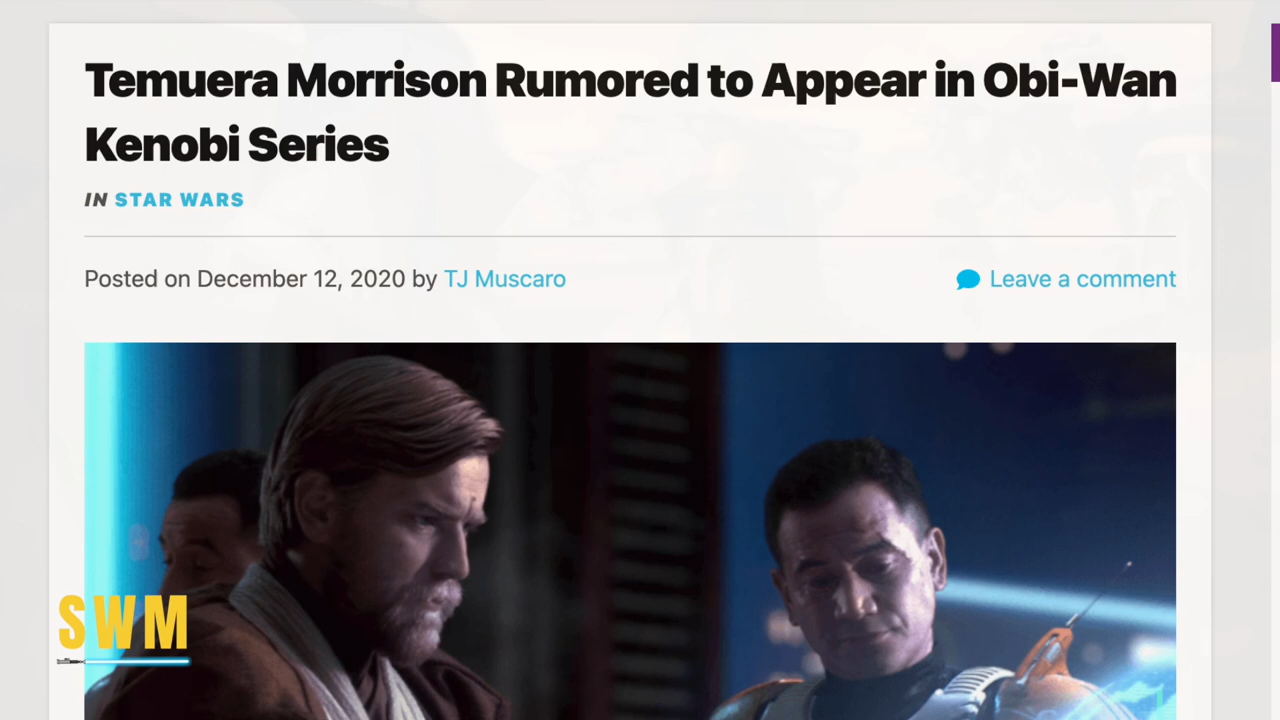 Temuera Morrison Rumored to Appear in Obi-Wan
Kenobi Series
IN STAR WARS
Posted on December 12, 2020 by TJ Muscaro
Leave a comment
SWM